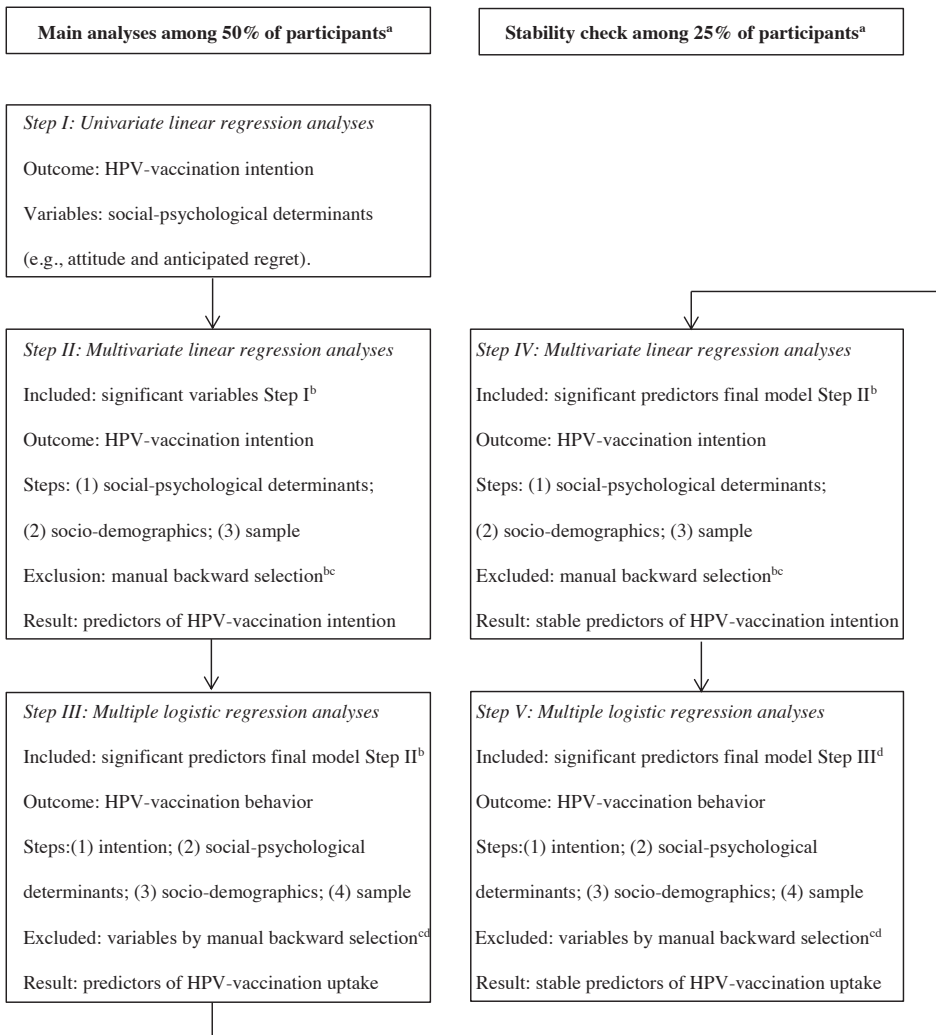 Main analyses among 50% of participantsᵃ
Step I: Univariate linear regression analyses
Outcome: HPV-vaccination intention
Variables: social-psychological determinants
(e.g., attitude and anticipated regret).
Step II: Multivariate linear regression analyses
Included: significant variables Step Iᵇ
Outcome: HPV-vaccination intention
Steps: (1) social-psychological determinants;
(2) socio-demographics; (3) sample
Exclusion: manual backward selectionᵇᶜ
Result: predictors of HPV-vaccination intention
Step III: Multiple logistic regression analyses
Included: significant predictors final model Step IIᵇ
Outcome: HPV-vaccination behavior
Steps:(1) intention; (2) social-psychological
determinants; (3) socio-demographics; (4) sample
Excluded: variables by manual backward selectionᶜᵈ
Result: predictors of HPV-vaccination uptake
Stability check among 25% of participantsᵃ
Step IV: Multivariate linear regression analyses
Included: significant predictors final model Step IIᵇ
Outcome: HPV-vaccination intention
Steps: (1) social-psychological determinants;
(2) socio-demographics; (3) sample
Excluded: manual backward selectionᵇᶜ
Result: stable predictors of HPV-vaccination intention
Step V: Multiple logistic regression analyses
Included: significant predictors final model Step IIIᵈ
Outcome: HPV-vaccination behavior
Steps:(1) intention; (2) social-psychological
determinants; (3) socio-demographics; (4) sample
Excluded: variables by manual backward selectionᶜᵈ
Result: stable predictors of HPV-vaccination uptake